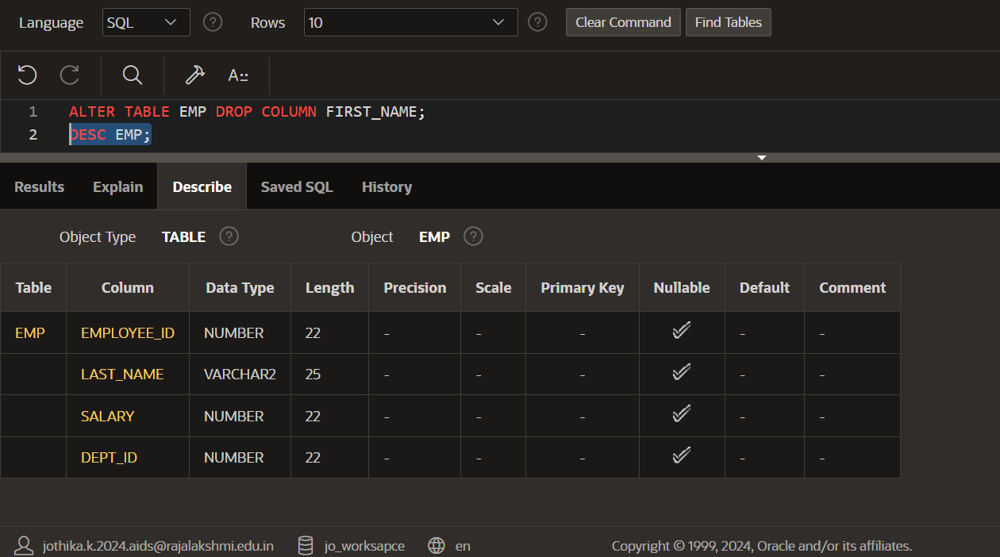 Language SQL ? Rows 10 ? Clear Command Find Tables
A::
1 ALTER TABLE EMP DROP COLUMN FIRST_NAME;
2 DESC EMP;
Results Explain Describe Saved SQL History
Object Type TABLE ? Object EMP ?
Table Column Data Type Length Precision Scale Primary Key Nullable Default Comment
EMP EMPLOYEE_ID NUMBER 22 - - - - -
LAST_NAME VARCHAR2 25 - - - - -
SALARY NUMBER 22 - - - - -
DEPT_ID NUMBER 22 - - - - -
jothika.k.2024.aids@rajalakshmi.edu.in jo_worksapce en Copyright © 1999, 2024, Oracle and/or its affiliates.